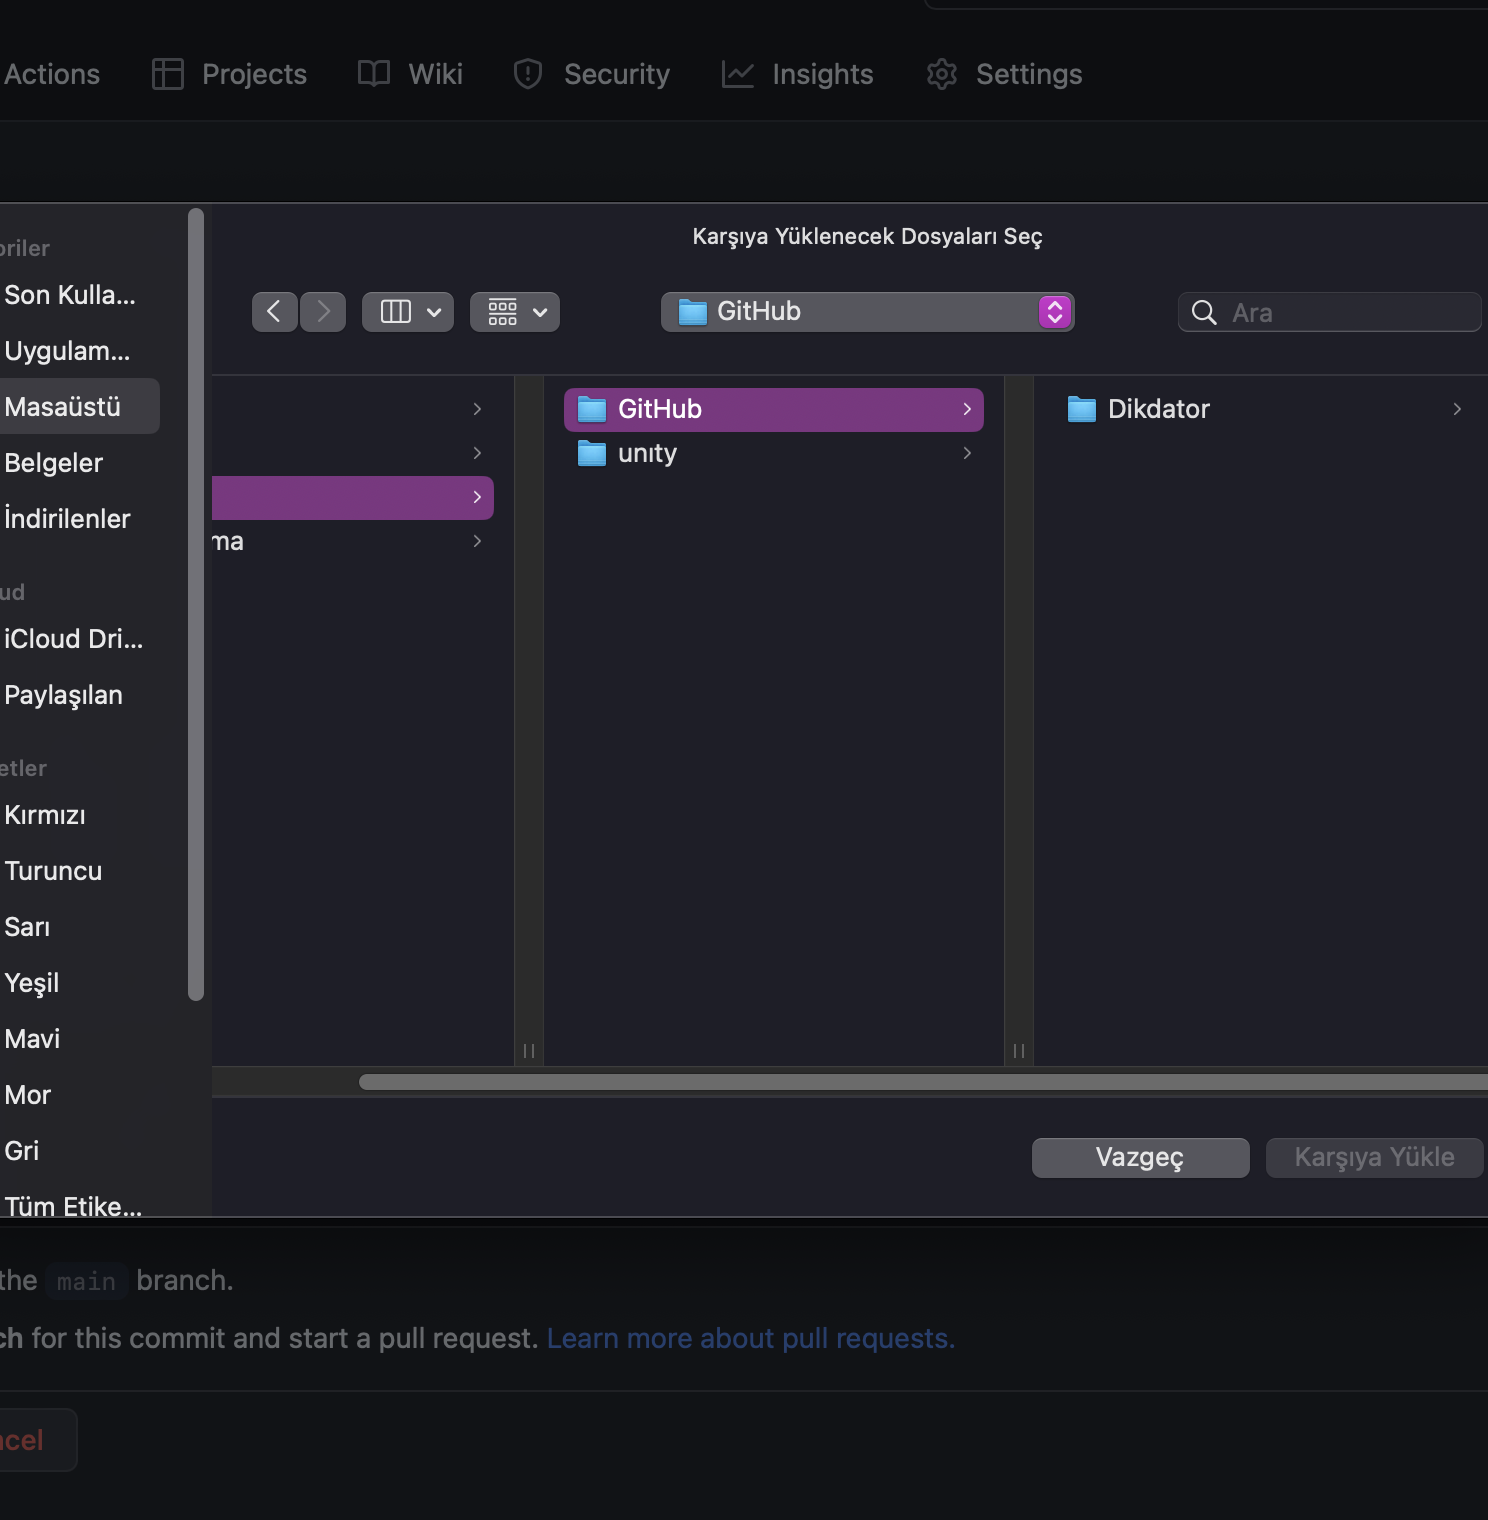 Actions Projects Wiki Security Insights Settings
Karşıya Yüklenecek Dosyaları Seç
GitHub
Ara
oriler
Son Kulla...
Uygulam...
Masaüstü
Belgeler
İndirilenler
ud
iCloud Dri...
Paylaşılan
etler
Kırmızı
Turuncu
Sarı
Yeşil
Mavi
Mor
Gri
Tüm Etike...
ma
GitHub
unıty
Dikdator
Vazgeç
Karşıya Yükle
the main branch.
ch for this commit and start a pull request. Learn more about pull requests.
ncel